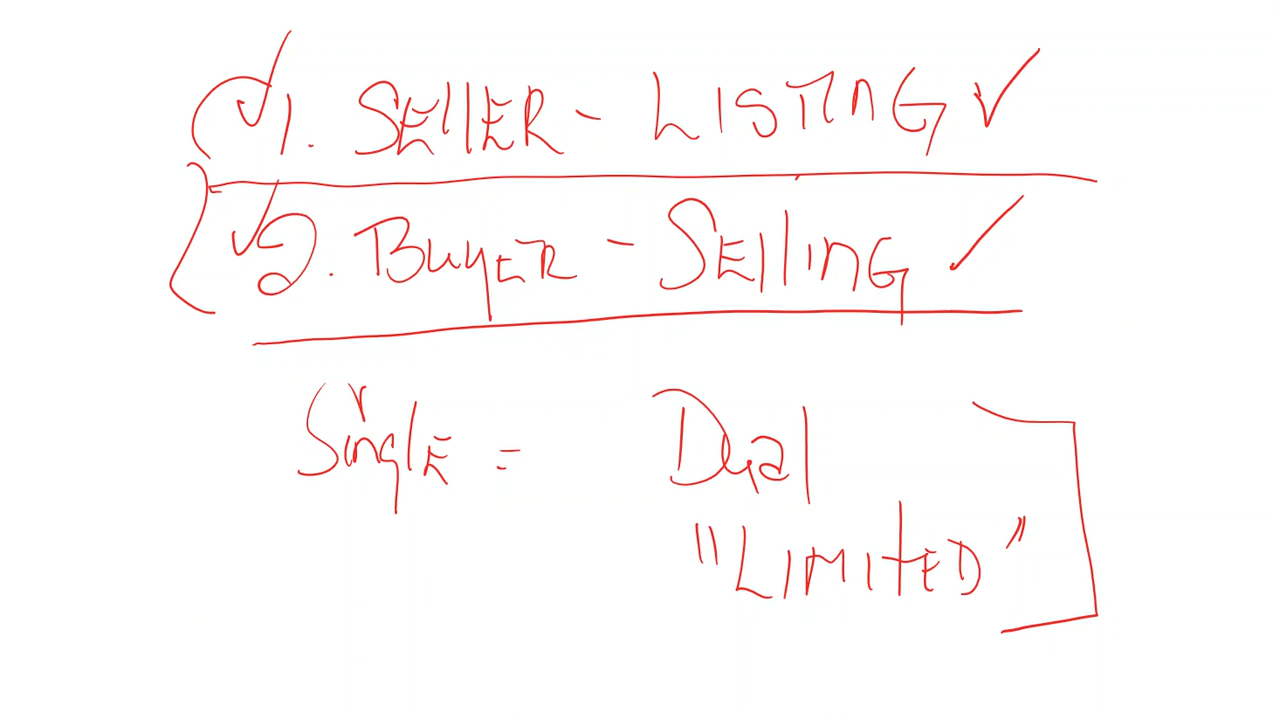 1. SELLER - LISTING ✓
2. BUYER - SELLING ✓
Single = Dual
"LIMITED"